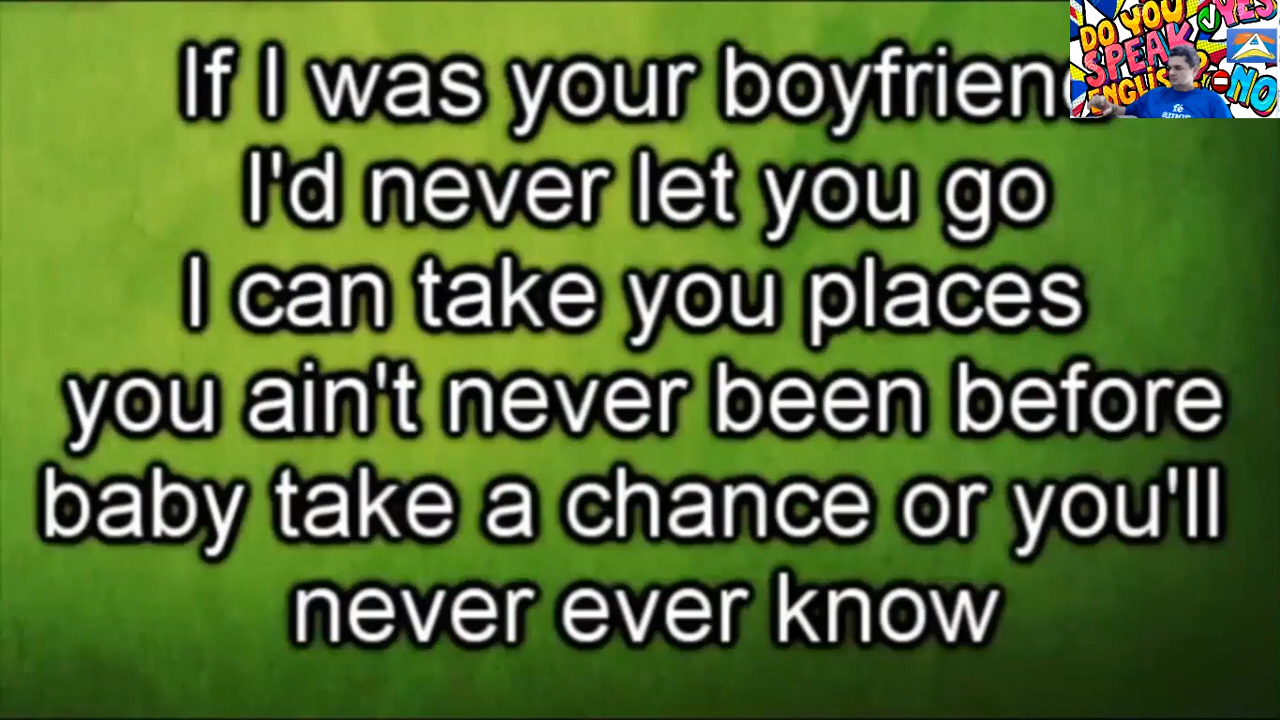 If I was your boyfriend
I'd never let you go
I can take you places
you ain't never been before
baby take a chance or you'll
never ever know
DO YOU
SPEAK
ENGLIS
YES
NO